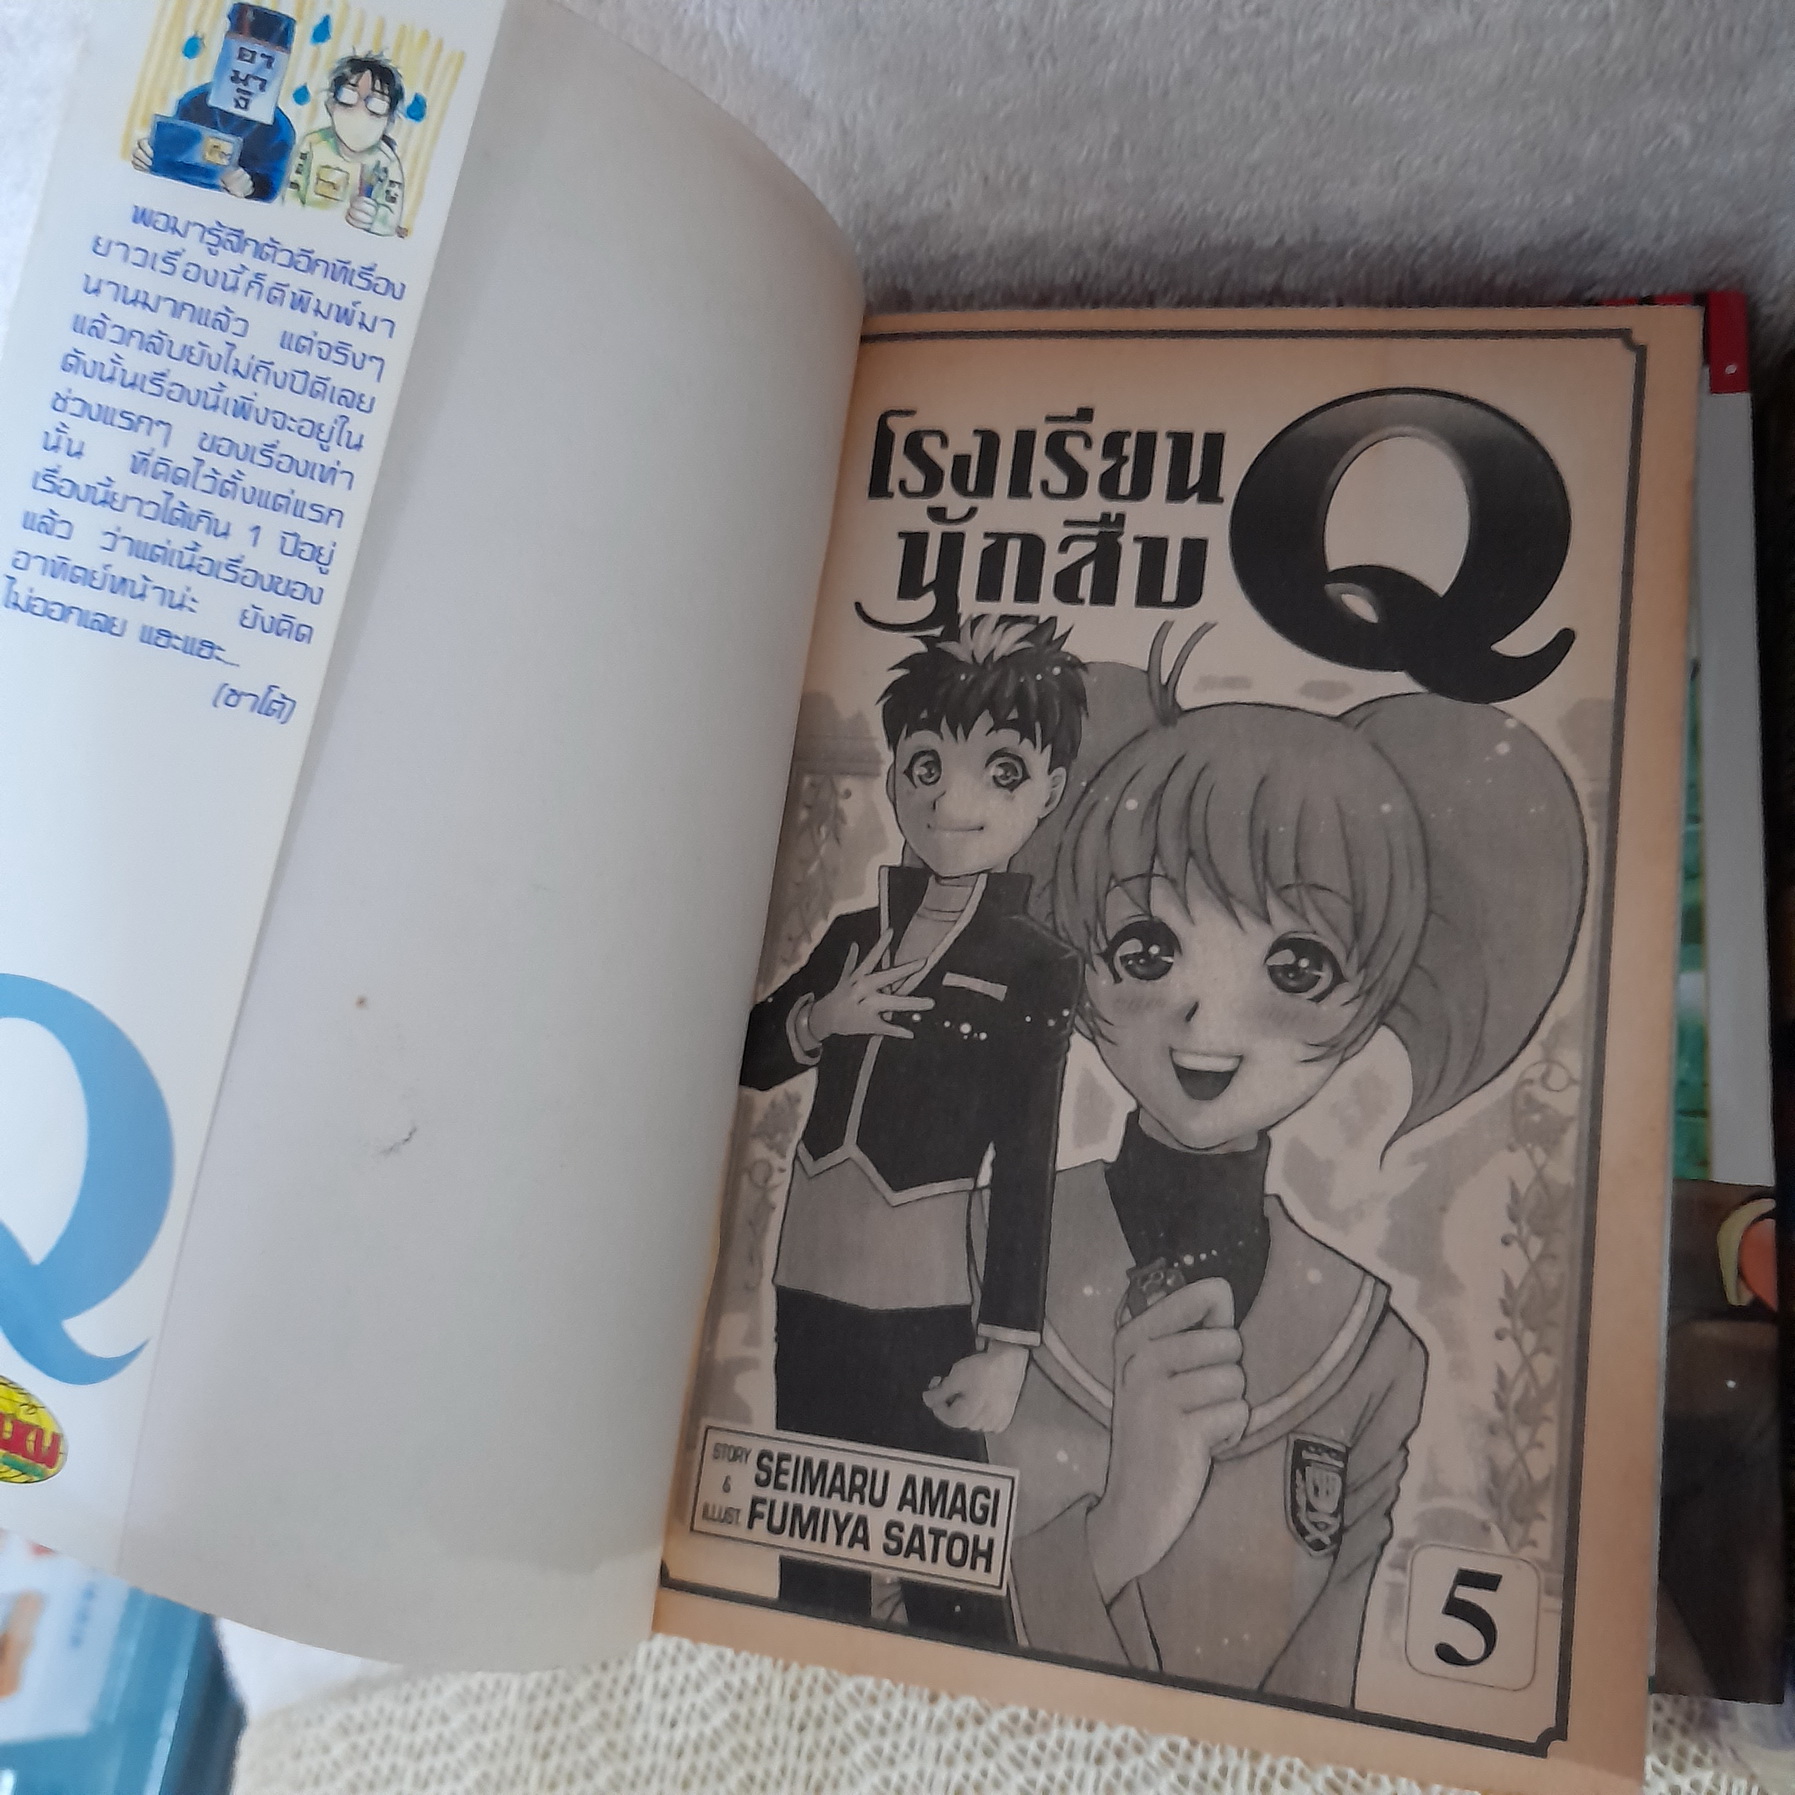 อา
มา
งิ
พอมารู้สึกตัวอีกทีเรื่อง
ยาวเรื่องนี้ก็ตีพิมพ์มา
นานมากแล้ว แต่จริงๆ
แล้วกลับยังไม่ถึงปีดีเลย
ดังนั้นเรื่องนี้เพิ่งจะอยู่ใน
ช่วงแรกๆ ของเรื่องเท่า
นั้น ที่คิดไว้ตั้งแต่แรก
เรื่องนี้ยาวได้เกิน 1 ปีอยู่
แล้ว ว่าแต่เนื้อเรื่องของ
อาทิตย์หน้าน่ะ ยังคิด
ไม่ออกเลย แฮะแฮะ...
(ซาโต้)
Q
โรงเรียน
นักสืบ
Q
STORY SEIMARU AMAGI
&
ILLUST. FUMIYA SATOH
5